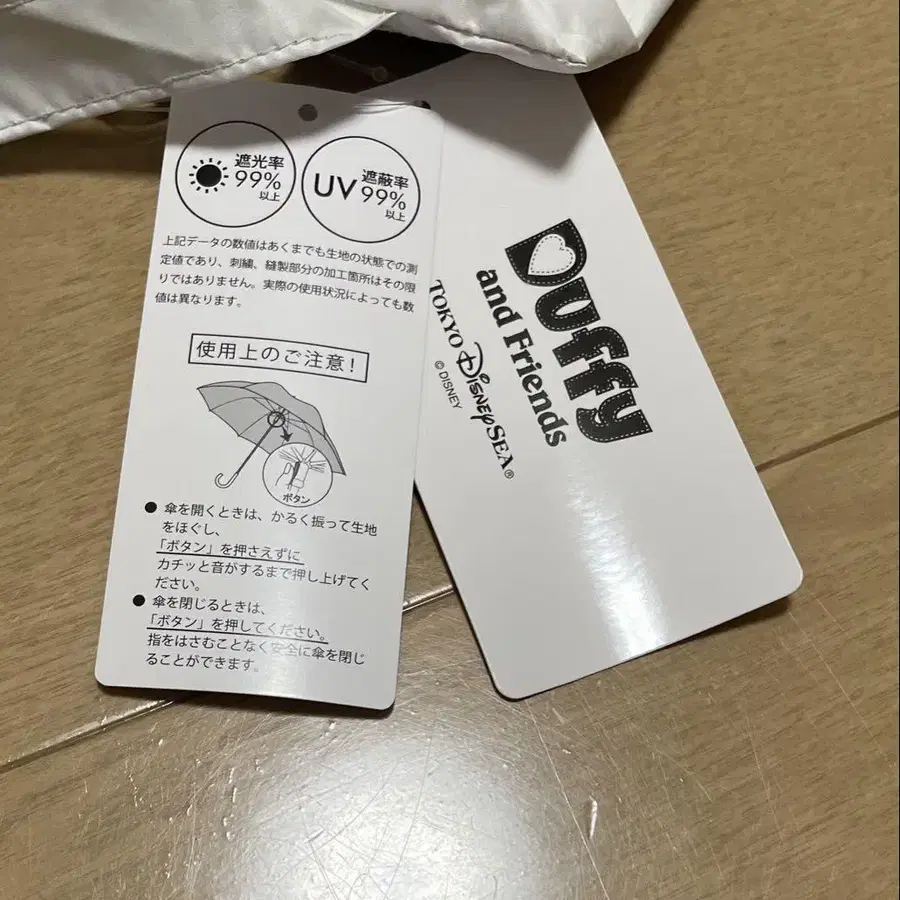 遮光率
99%
以上
UV
遮蔽率
99%
以上
上記データの数値はあくまでも生地の状態での測
定値であり、刺繍、縫製部分の加工箇所はその限
りではありません。実際の使用状況によっても数
値は異なります。
使用上のご注意!
ボタン
● 傘を開くときは、かるく振って生地
をほぐし、
「ボタン」を押さえずに
カチッと音がするまで押し上げてく
ださい。
● 傘を閉じるときは、
「ボタン」を押してください。
指をはさむことなく安全に傘を閉じ
ることができます。
Duffy
and Friends
TOKYO DISNEY SEA®
© DISNEY